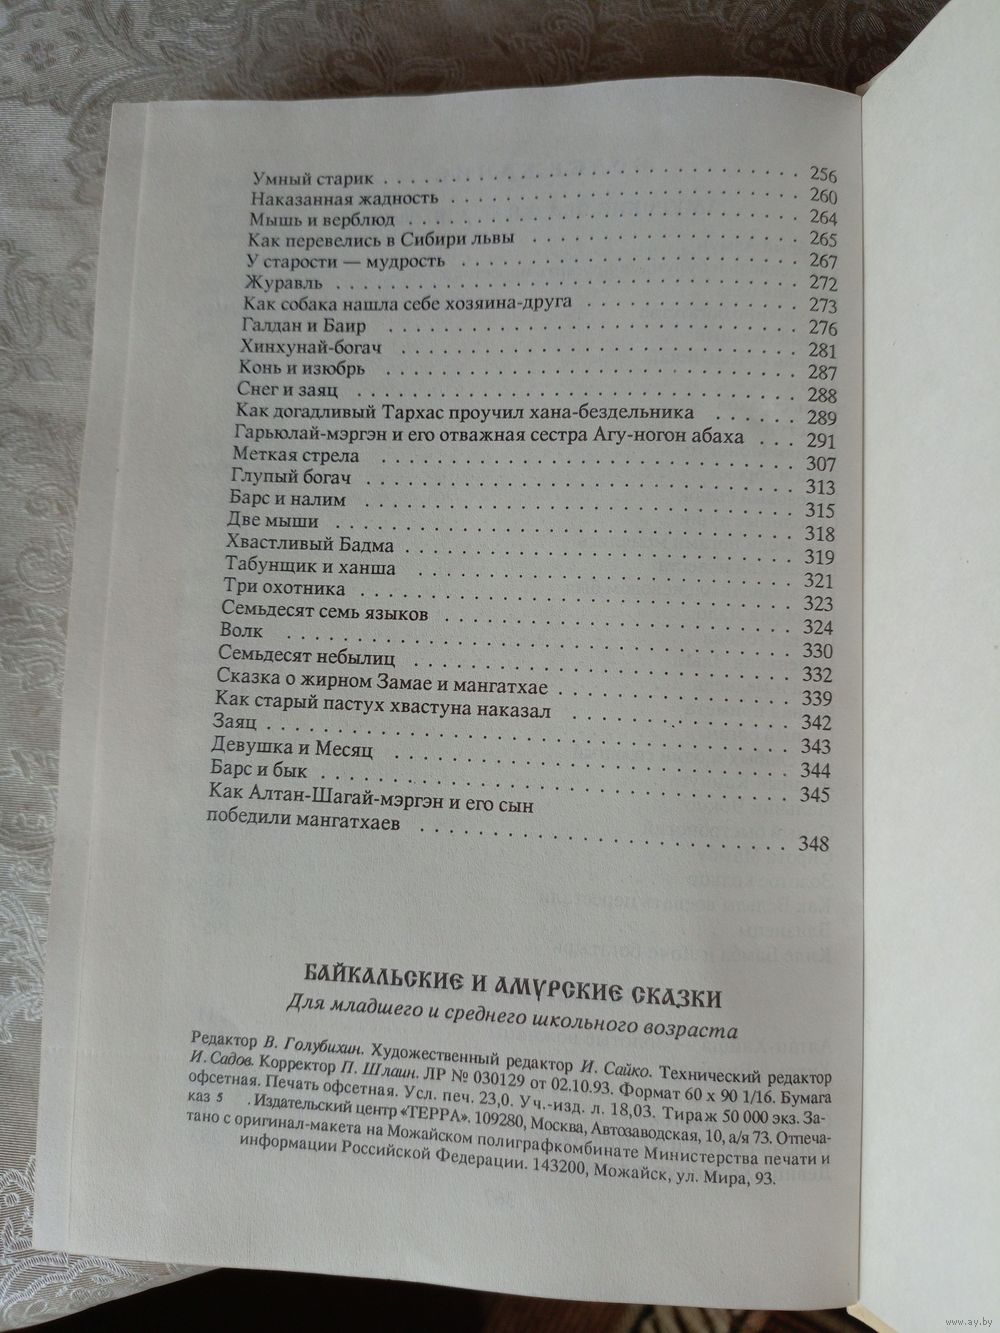 Умный старик . . . . . . . . . . . . . . . . . . . . 256
Наказанная жадность . . . . . . . . . . . . . . . . . 260
Мышь и верблюд . . . . . . . . . . . . . . . . . . . 264
Как перевелись в Сибири львы . . . . . . . . . . . . . 265
У старости — мудрость . . . . . . . . . . . . . . . . 267
Журавль . . . . . . . . . . . . . . . . . . . . . . . 272
Как собака нашла себе хозяина-друга . . . . . . . . . . 273
Галдан и Баир . . . . . . . . . . . . . . . . . . . . 276
Хинхунай-богач . . . . . . . . . . . . . . . . . . . 281
Конь и изюбрь . . . . . . . . . . . . . . . . . . . . 287
Снег и заяц . . . . . . . . . . . . . . . . . . . . . 288
Как догадливый Тархас проучил хана-бездельника . . . . . 289
Гарьюлай-мэргэн и его отважная сестра Агу-ногон абаха . . . 291
Меткая стрела . . . . . . . . . . . . . . . . . . . . 307
Глупый богач . . . . . . . . . . . . . . . . . . . . 313
Барс и налим . . . . . . . . . . . . . . . . . . . . 315
Две мыши . . . . . . . . . . . . . . . . . . . . . . 318
Хвастливый Бадма . . . . . . . . . . . . . . . . . . 319
Табунщик и ханша . . . . . . . . . . . . . . . . . . 321
Три охотника . . . . . . . . . . . . . . . . . . . . 323
Семьдесят семь языков . . . . . . . . . . . . . . . . 324
Волк . . . . . . . . . . . . . . . . . . . . . . . . 330
Семьдесят небылиц . . . . . . . . . . . . . . . . . . 332
Сказка о жирном Замае и мангатхае . . . . . . . . . . . 339
Как старый пастух хвастуна наказал . . . . . . . . . . . 342
Заяц . . . . . . . . . . . . . . . . . . . . . . . . 343
Девушка и Месяц . . . . . . . . . . . . . . . . . . . 344
Барс и бык . . . . . . . . . . . . . . . . . . . . . 345
Как Алтан-Шагай-мэргэн и его сын
победили мангатхаев . . . . . . . . . . . . . . . . . 348
БАЙКАЛЬСКИЕ И АМУРСКИЕ СКАЗКИ
Для младшего и среднего школьного возраста
Редактор В. Голубихин. Художественный редактор И. Сайко. Технический редактор
И. Садов. Корректор П. Шлаин. ЛР № 030129 от 02.10.93. Формат 60 x 90 1/16. Бумага
офсетная. Печать офсетная. Усл. печ. 23,0. Уч.-изд. л. 18,03. Тираж 50 000 экз. За-
каз 5 . Издательский центр «ТЕРРА». 109280, Москва, Автозаводская, 10, а/я 73. Отпеча-
тано с оригинал-макета на Можайском полиграфкомбинате Министерства печати и
информации Российской Федерации. 143200, Можайск, ул. Мира, 93.
www.ay.by